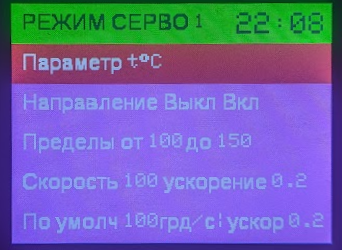 РЕЖИМ СЕРВО 1 22:08
Параметр t°C
Направление Выкл Вкл
Пределы от 100 до 150
Скорость 100 ускорение 0.2
По умолч 100грд/с¦ускор 0.2